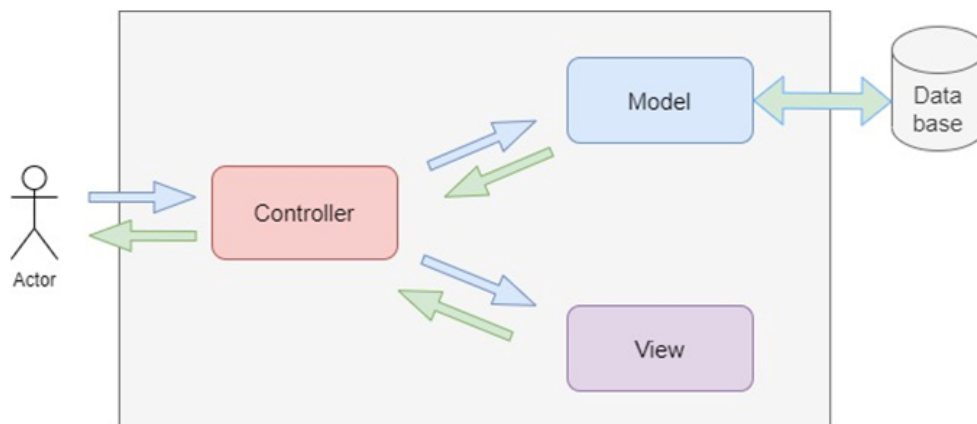 Model
Data
base
Controller
Actor
View